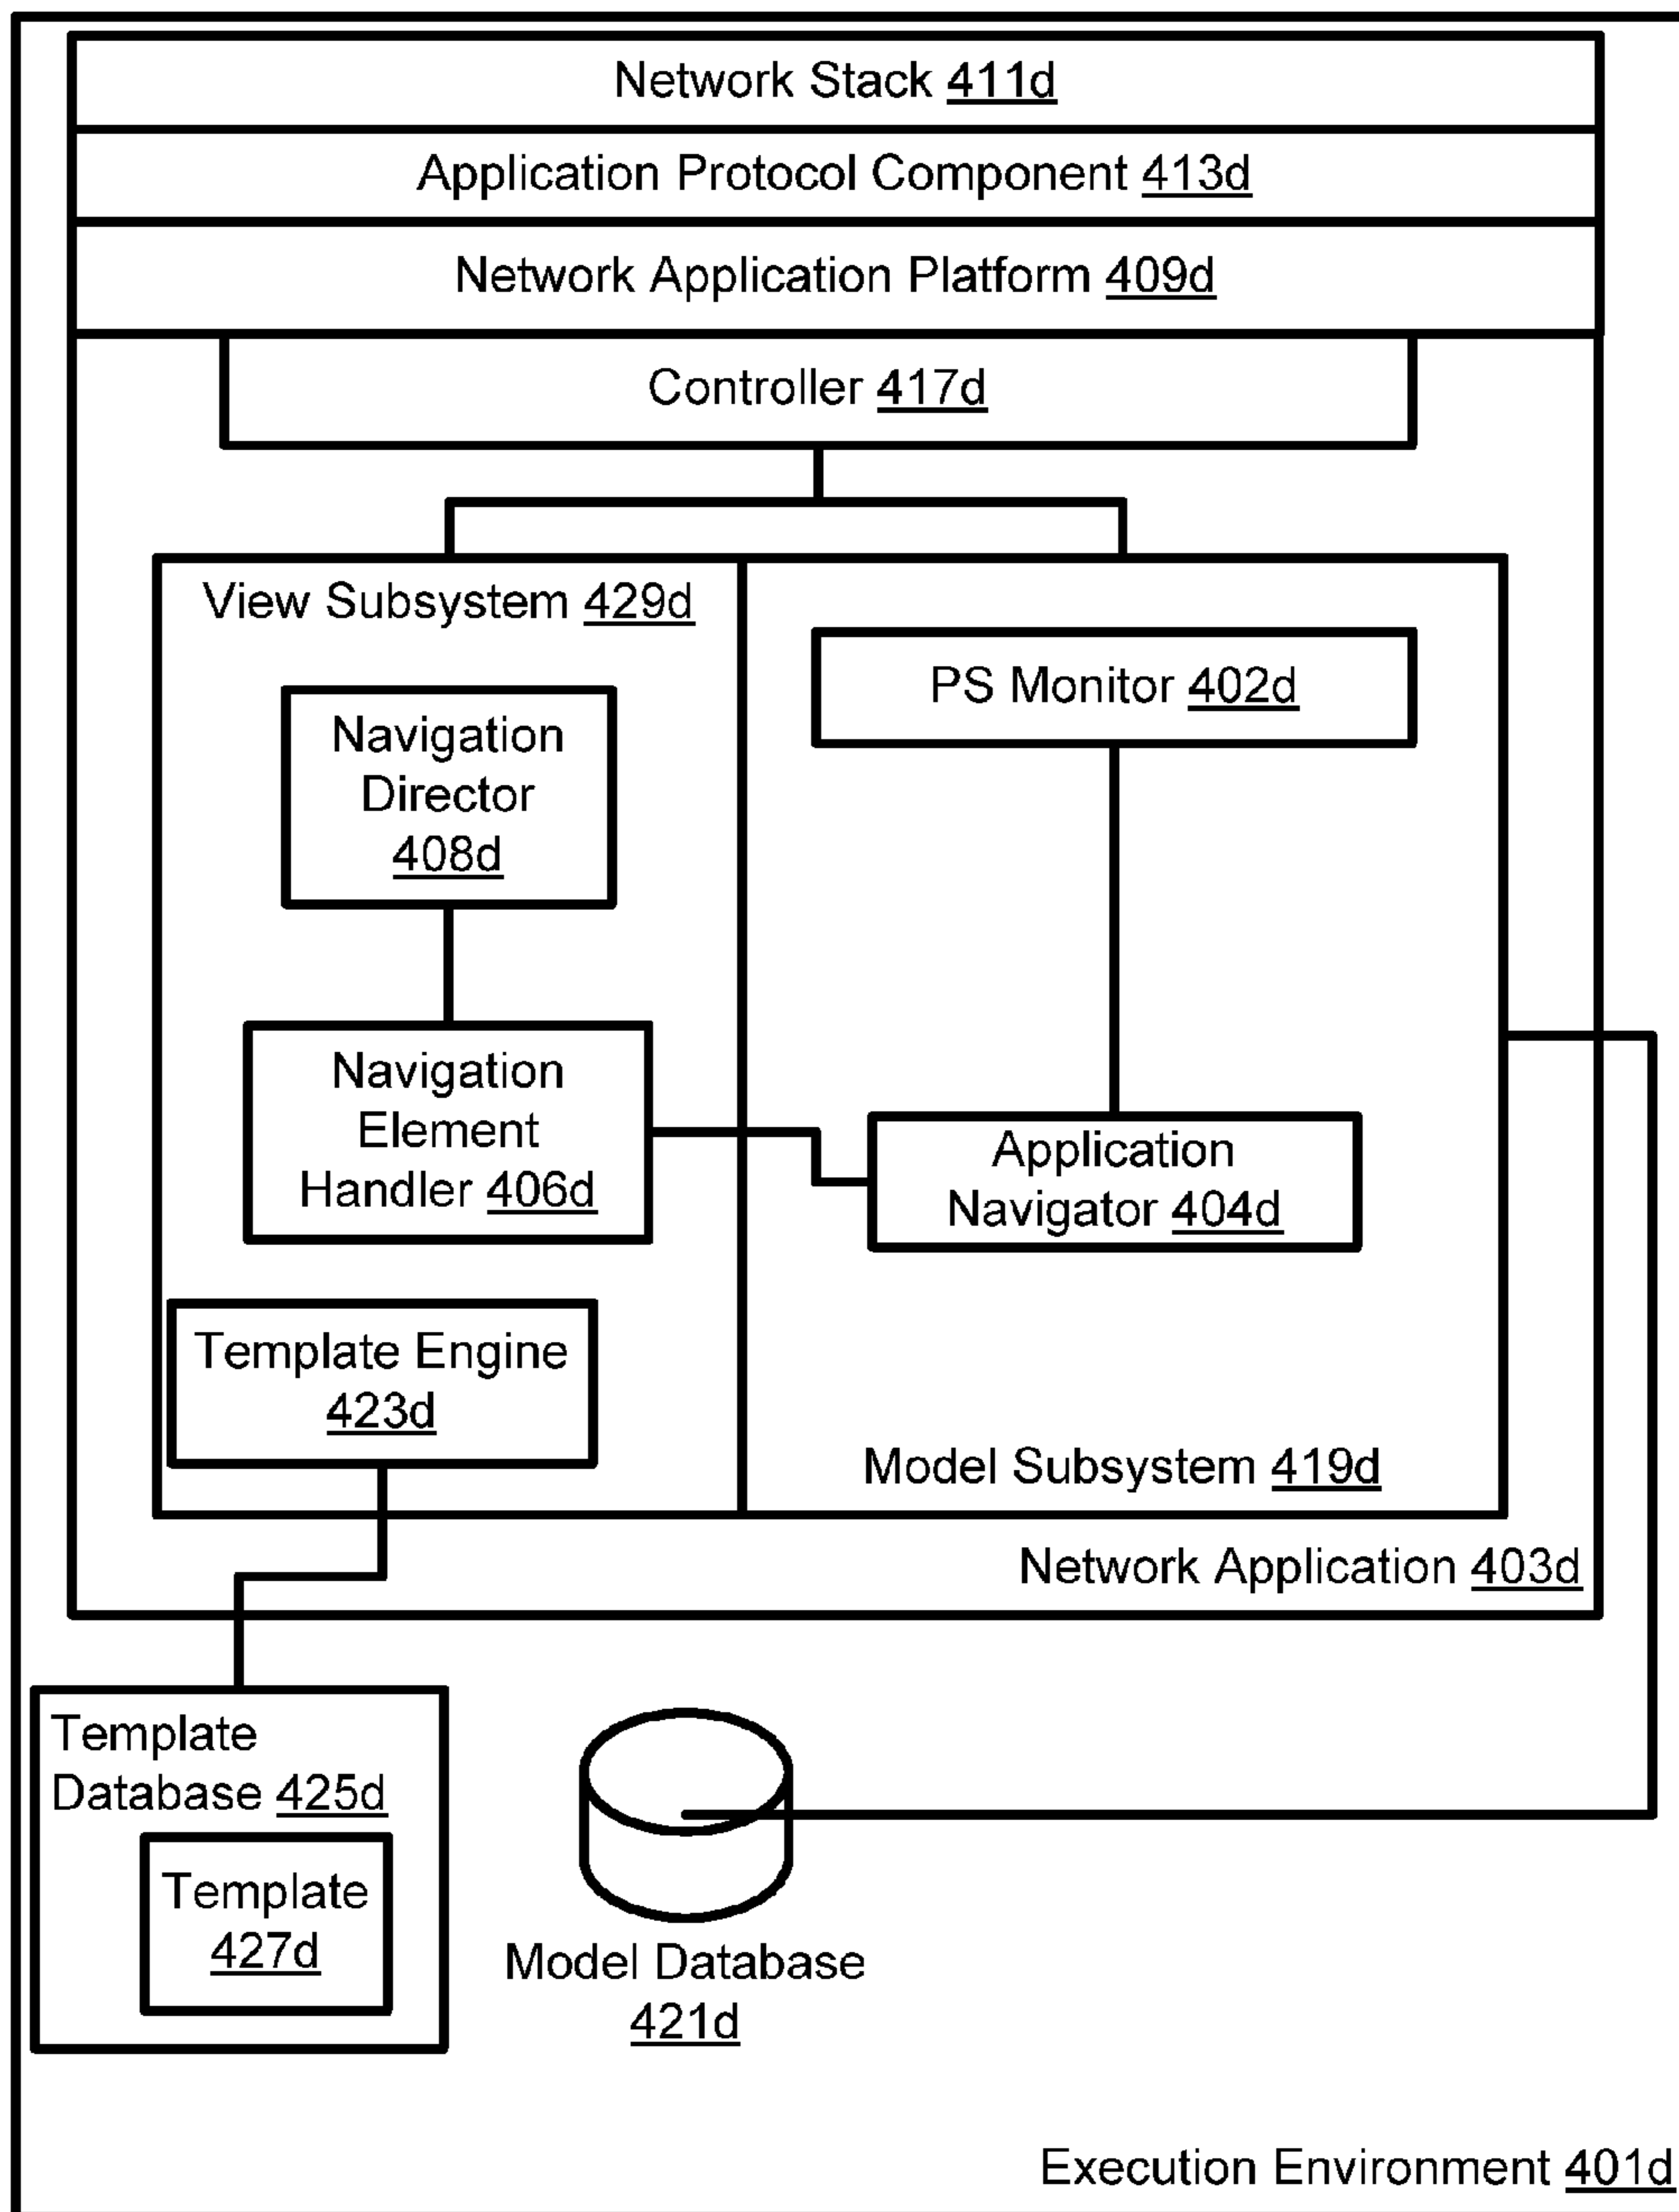 Network Stack 411d
Application Protocol Component 413d
Network Application Platform 409d
Controller 417d
View Subsystem 429d
PS Monitor 402d
Navigation
Director
408d
Navigation
Element
Handler 406d
Application
Navigator 404d
Template Engine
423d
Model Subsystem 419d
Network Application 403d
Template
Database 425d
Template
427d
Model Database
421d
Execution Environment 401d